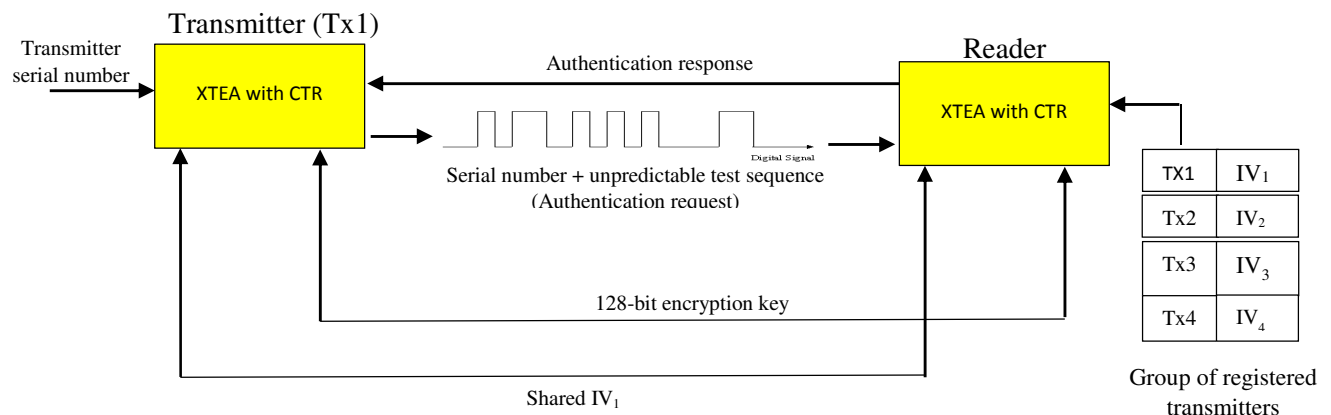 Transmitter (Tx1)
Reader
Transmitter
serial number
XTEA with CTR
Authentication response
XTEA with CTR
Digital Signal
Serial number + unpredictable test sequence
(Authentication request)
TX1 IV1
Tx2 IV2
Tx3 IV3
Tx4 IV4
128-bit encryption key
Shared IV1
Group of registered
transmitters